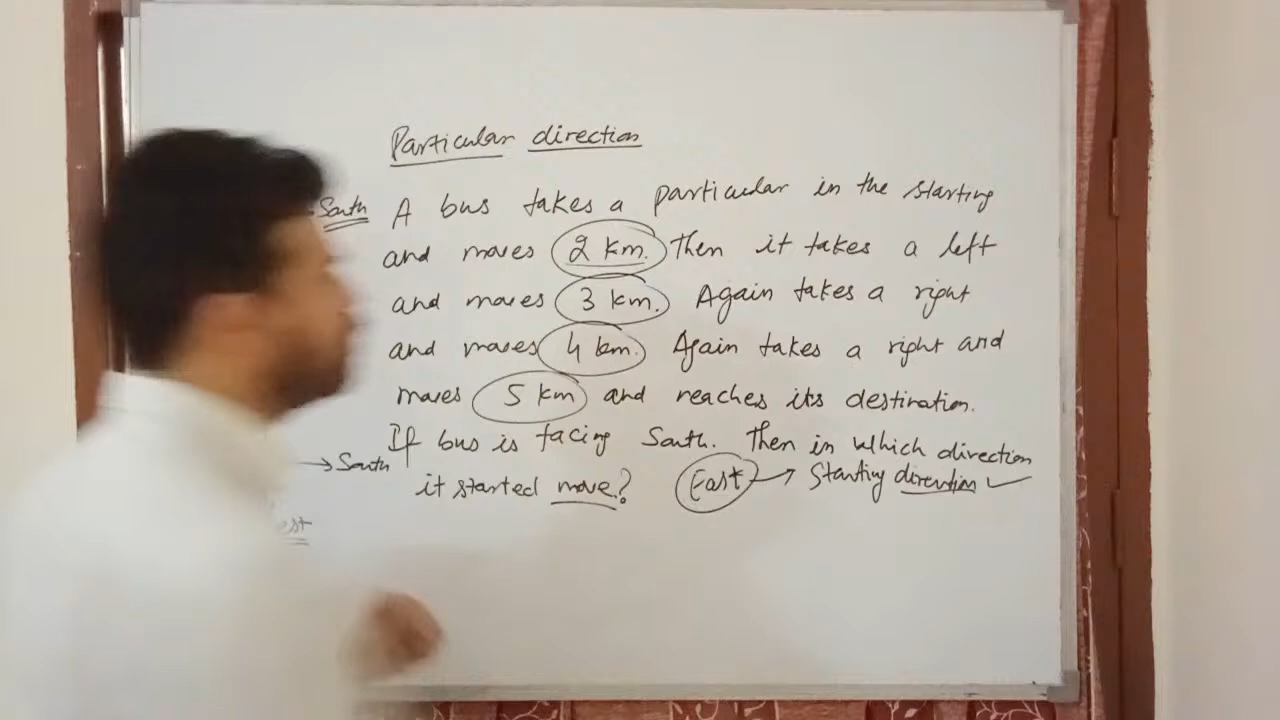 Particular direction
South A bus takes a particular in the starting
and moves 2 km. Then it takes a left
and moves 3 km. Again takes a right
and moves 4 km. Again takes a right and
moves 5 km and reaches its destination.
If bus is facing South. Then in which direction
→ South
it started move? East → Starting direction ✓